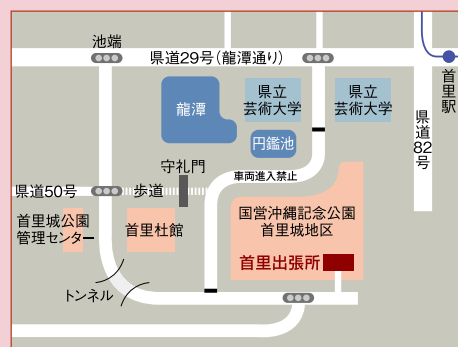 池端
県道29号(龍潭通り)
首里駅
龍潭
県立
芸術大学
県立
芸術大学
県道82号
円鑑池
守礼門
車両進入禁止
県道50号
歩道
首里城公園
管理センター
首里杜館
国営沖縄記念公園
首里城地区
首里出張所
トンネル